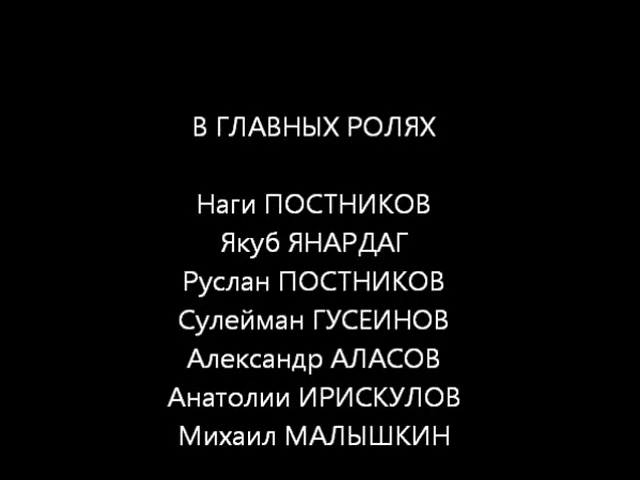 В ГЛАВНЫХ РОЛЯХ
Наги ПОСТНИКОВ
Якуб ЯНАРДАГ
Руслан ПОСТНИКОВ
Сулейман ГУСЕИНОВ
Александр АЛАСОВ
Анатолии ИРИСКУЛОВ
Михаил МАЛЫШКИН